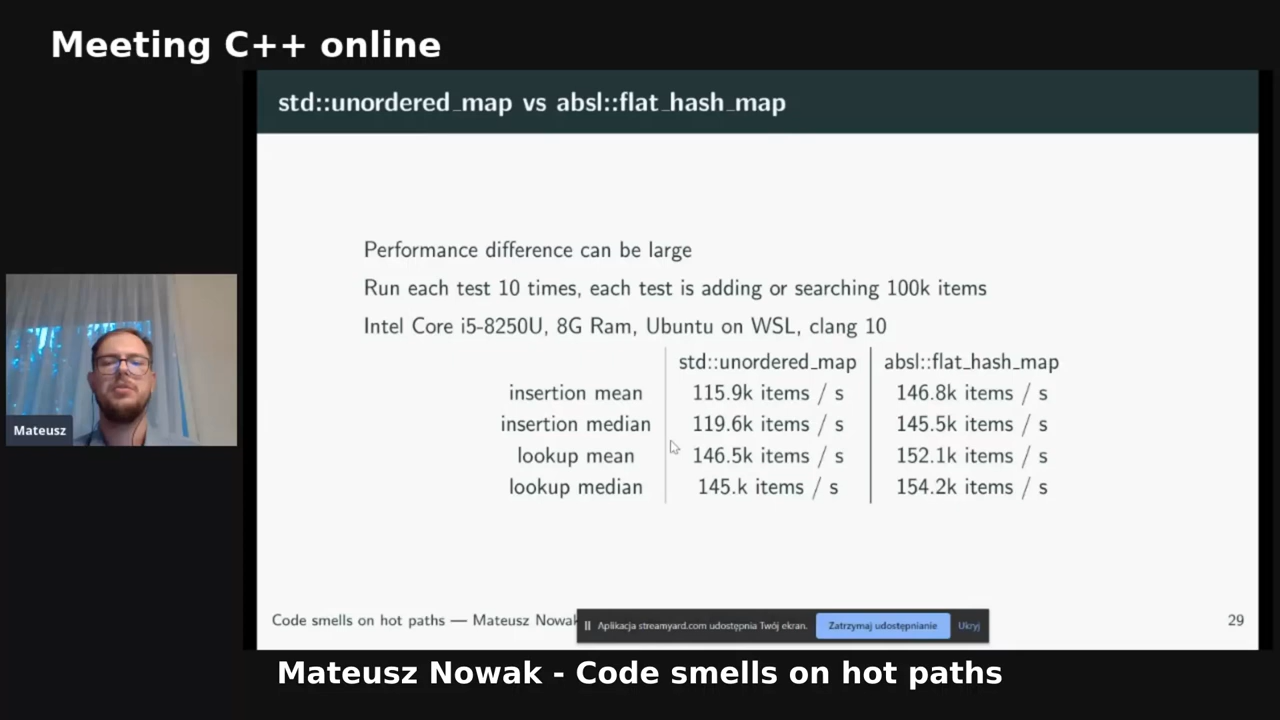 Meeting C++ online
std::unordered_map vs absl::flat_hash_map
Performance difference can be large
Run each test 10 times, each test is adding or searching 100k items
Intel Core i5-8250U, 8G Ram, Ubuntu on WSL, clang 10
std::unordered_map absl::flat_hash_map
insertion mean 115.9k items / s 146.8k items / s
insertion median 119.6k items / s 145.5k items / s
lookup mean 146.5k items / s 152.1k items / s
lookup median 145.k items / s 154.2k items / s
Mateusz
Code smells on hot paths — Mateusz Nowak 29
Aplikacja streamyard.com udostępnia Twój ekran. Zatrzymaj udostępnianie Ukryj
Mateusz Nowak - Code smells on hot paths